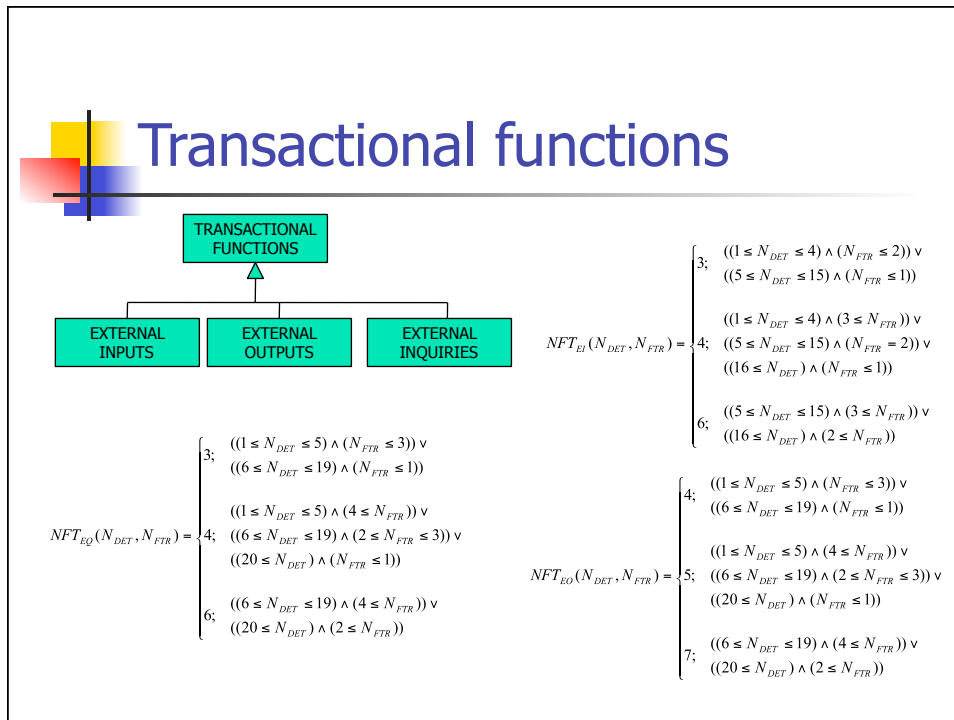 Transactional functions
TRANSACTIONAL
FUNCTIONS
EXTERNAL
INPUTS
EXTERNAL
OUTPUTS
EXTERNAL
INQUIRIES
NFT_EI(N_DET, N_FTR) =
3; ((1 ≤ N_DET ≤ 4) ∧ (N_FTR ≤ 2)) ∨
((5 ≤ N_DET ≤ 15) ∧ (N_FTR ≤ 1))
4; ((1 ≤ N_DET ≤ 4) ∧ (3 ≤ N_FTR)) ∨
((5 ≤ N_DET ≤ 15) ∧ (N_FTR = 2)) ∨
((16 ≤ N_DET) ∧ (N_FTR ≤ 1))
6; ((5 ≤ N_DET ≤ 15) ∧ (3 ≤ N_FTR)) ∨
((16 ≤ N_DET) ∧ (2 ≤ N_FTR))
NFT_EQ(N_DET, N_FTR) =
3; ((1 ≤ N_DET ≤ 5) ∧ (N_FTR ≤ 3)) ∨
((6 ≤ N_DET ≤ 19) ∧ (N_FTR ≤ 1))
4; ((1 ≤ N_DET ≤ 5) ∧ (4 ≤ N_FTR)) ∨
((6 ≤ N_DET ≤ 19) ∧ (2 ≤ N_FTR ≤ 3)) ∨
((20 ≤ N_DET) ∧ (N_FTR ≤ 1))
6; ((6 ≤ N_DET ≤ 19) ∧ (4 ≤ N_FTR)) ∨
((20 ≤ N_DET) ∧ (2 ≤ N_FTR))
NFT_EO(N_DET, N_FTR) =
4; ((1 ≤ N_DET ≤ 5) ∧ (N_FTR ≤ 3)) ∨
((6 ≤ N_DET ≤ 19) ∧ (N_FTR ≤ 1))
5; ((1 ≤ N_DET ≤ 5) ∧ (4 ≤ N_FTR)) ∨
((6 ≤ N_DET ≤ 19) ∧ (2 ≤ N_FTR ≤ 3)) ∨
((20 ≤ N_DET) ∧ (N_FTR ≤ 1))
7; ((6 ≤ N_DET ≤ 19) ∧ (4 ≤ N_FTR)) ∨
((20 ≤ N_DET) ∧ (2 ≤ N_FTR))